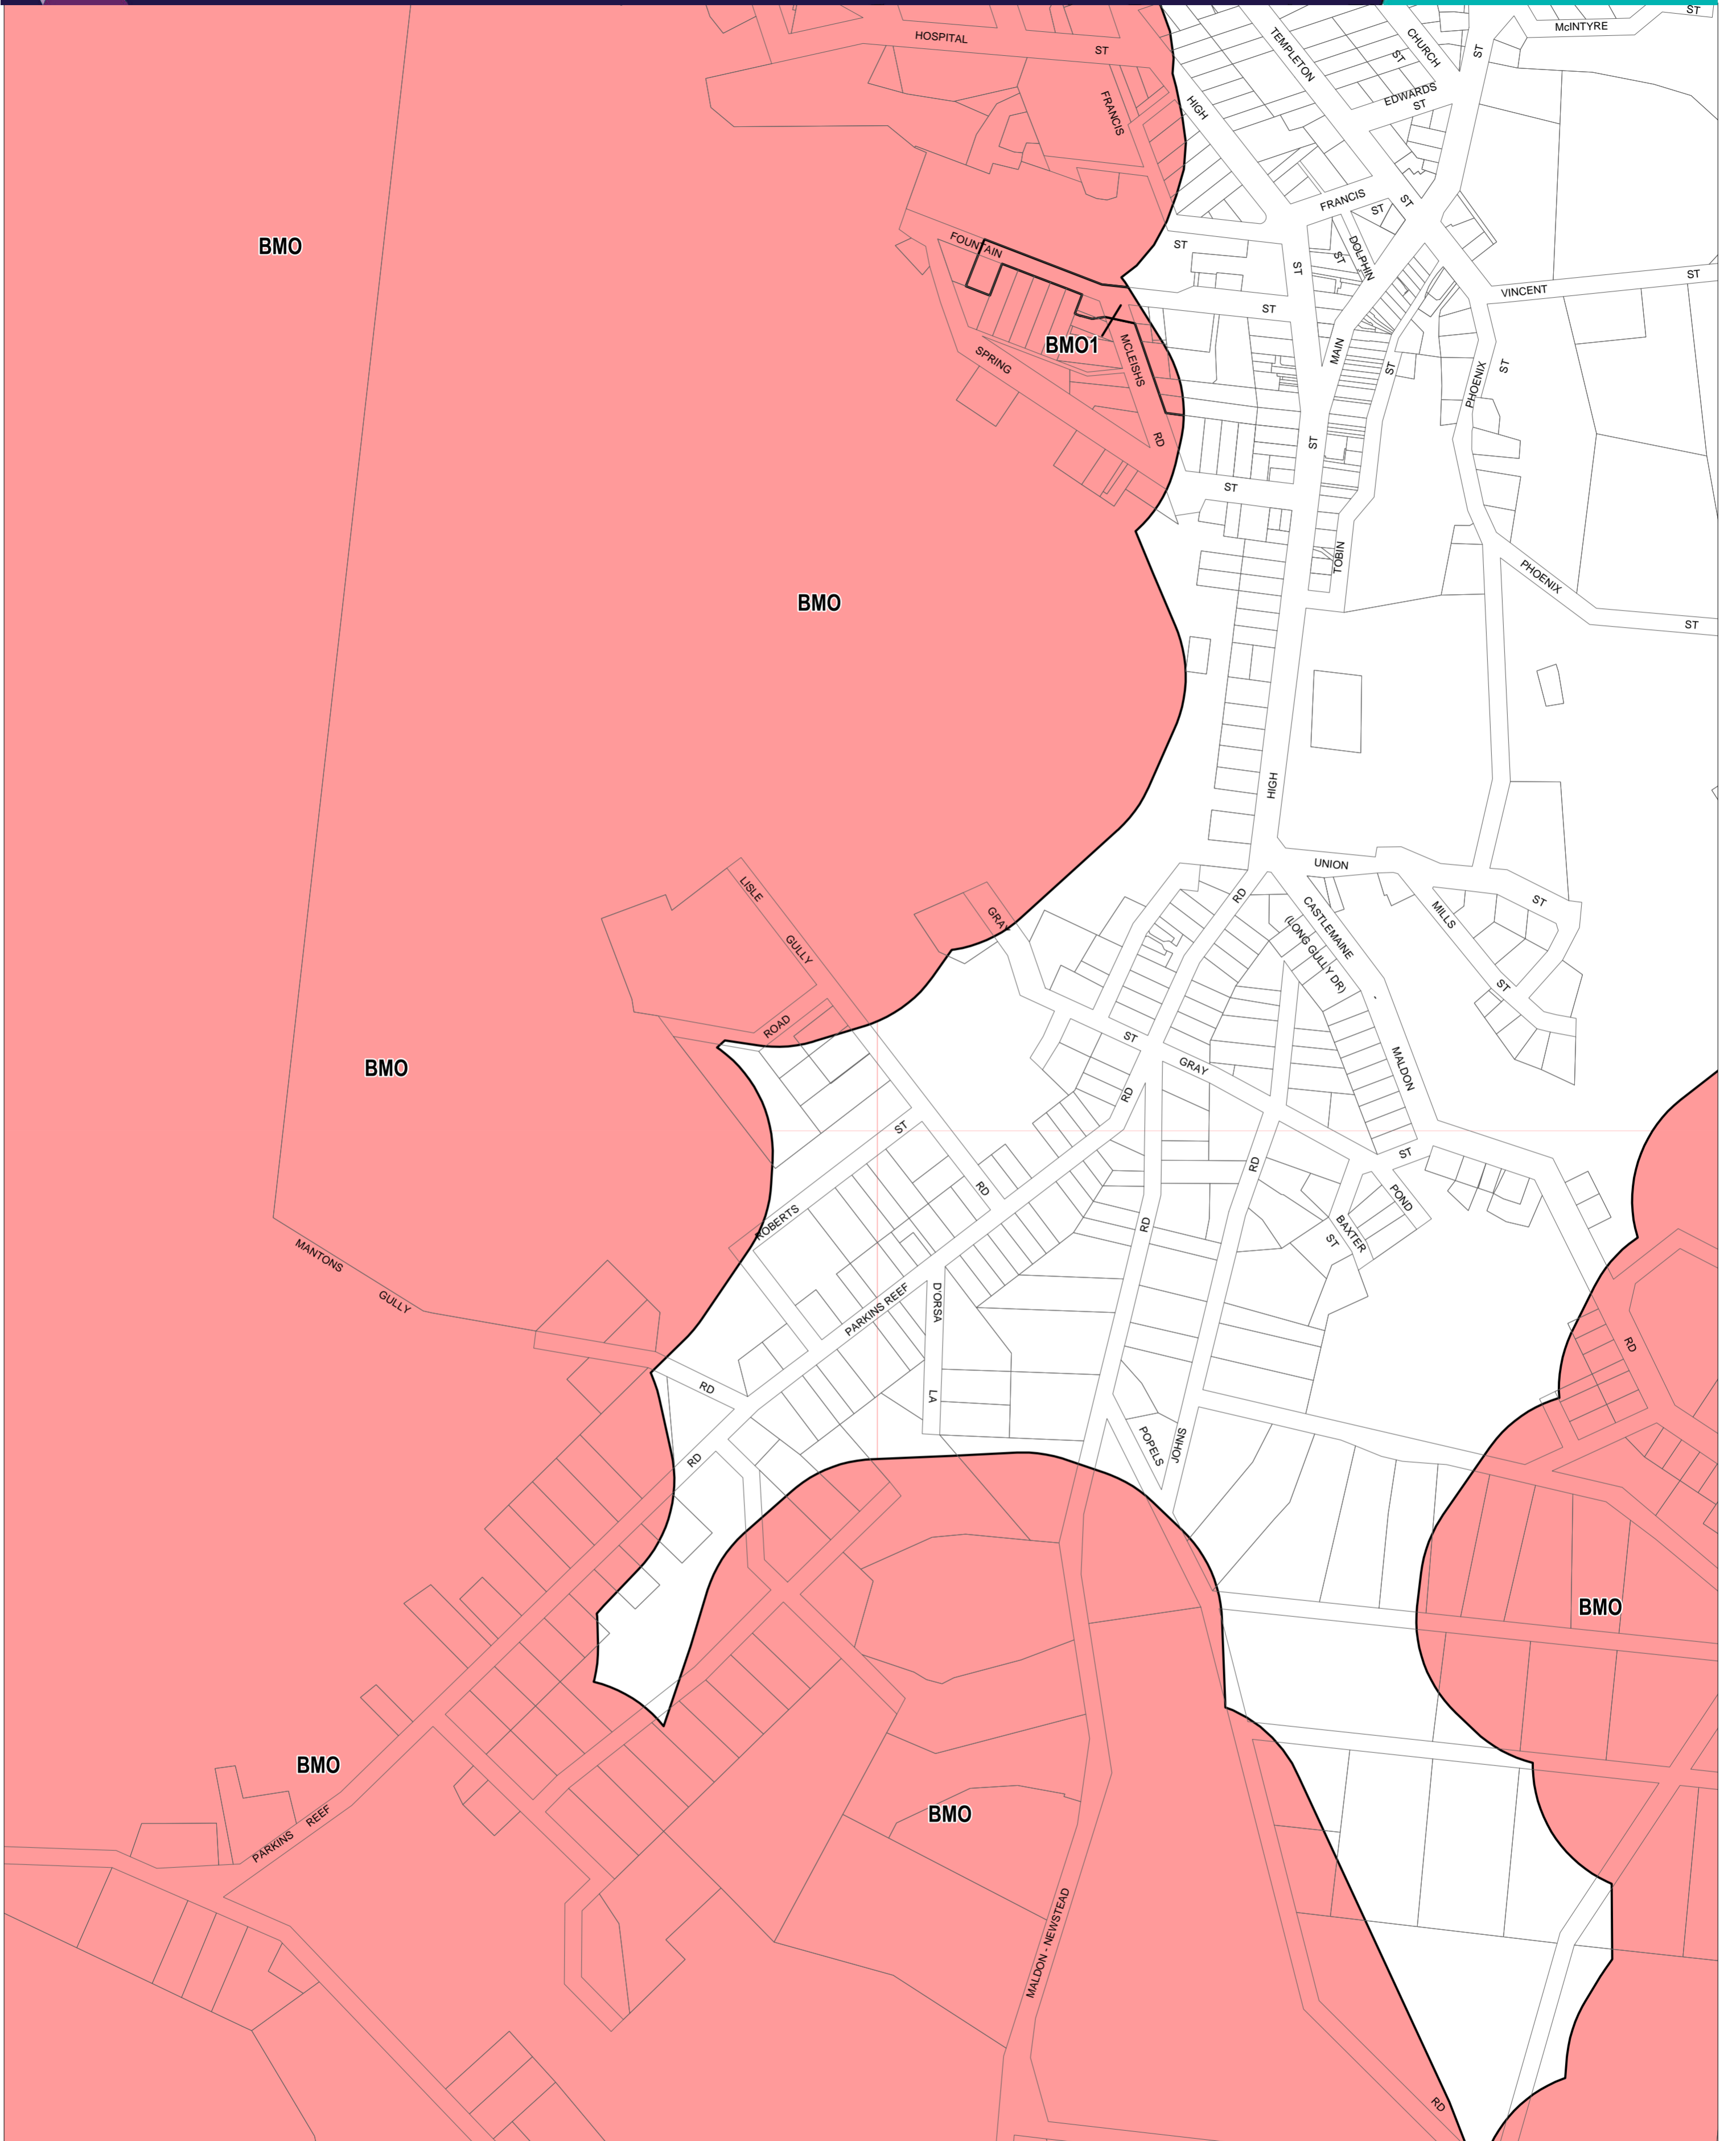 ST
McINTYRE
HOSPITAL
ST
TEMPLETON
CHURCH
ST
ST
EDWARDS
ST
HIGH
FRANCIS
FRANCIS
ST
ST
BMO
FOUNTAIN
ST
DOLPHIN
ST
ST
VINCENT
ST
ST
BMO1
MCLEISHS
SPRING
MAIN
ST
PHOENIX
ST
RD
ST
ST
TOBIN
PHOENIX
ST
BMO
HIGH
UNION
LISLE
GULLY
GRAY
RD
CASTLEMAINE
(LONG GULLY DR)
-
MILLS
ST
ST
ROAD
ST
GRAY
MALDON
BMO
RD
ST
ST
RD
RD
POND
ROBERTS
RD
BAXTER
ST
MANTONS
GULLY
D'ORSA
LA
PARKINS REEF
RD
RD
RD
POPELS
JOHNS
BMO
BMO
BMO
PARKINS
REEF
MALDON - NEWSTEAD
RD